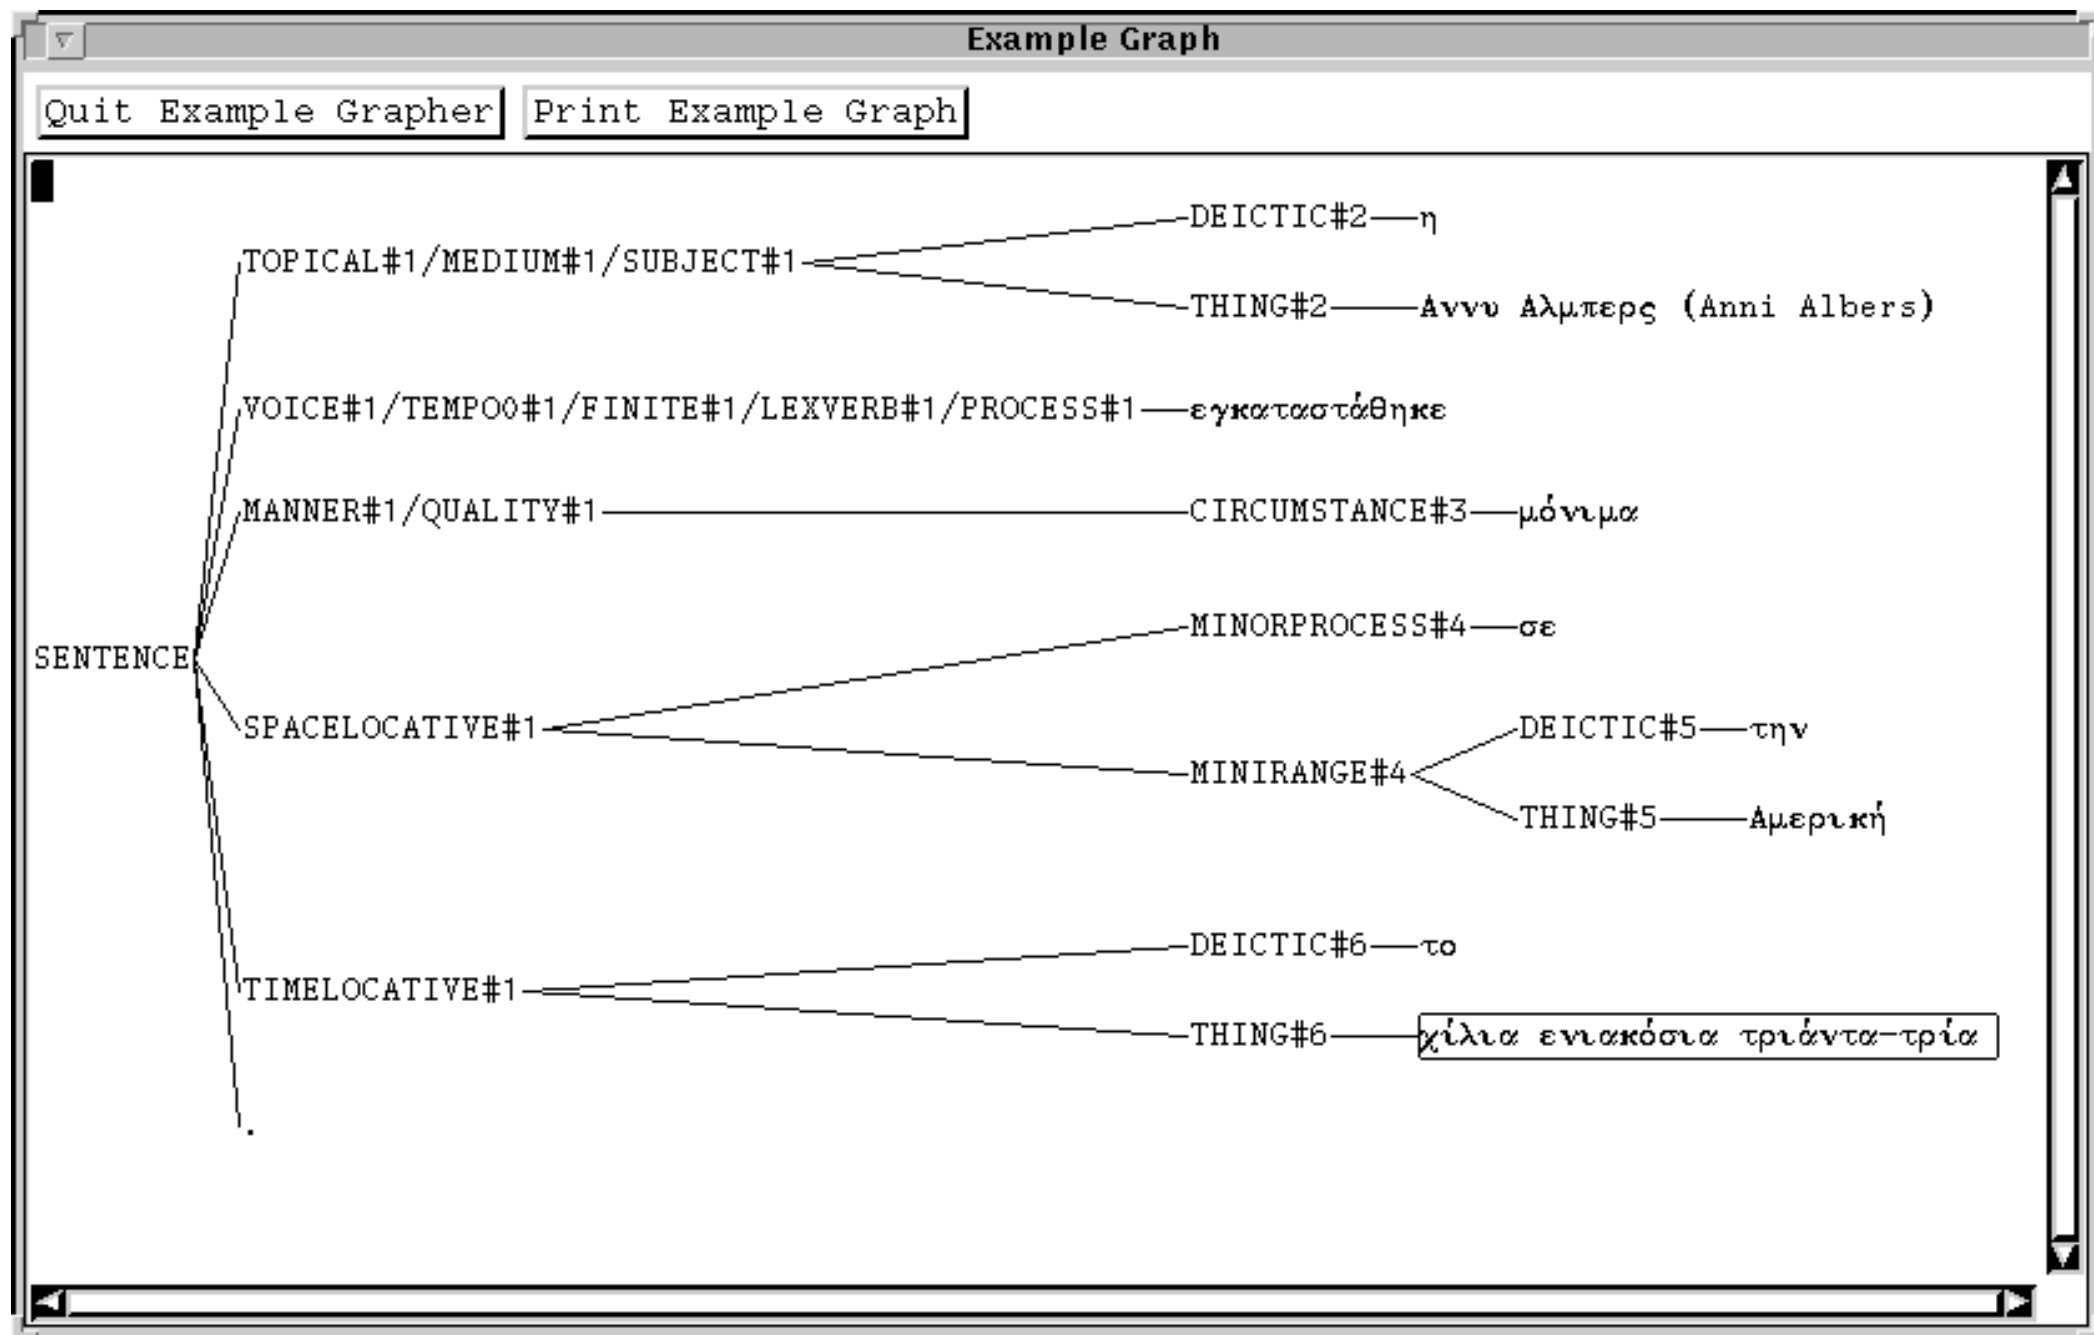 Example Graph
Quit Example Grapher Print Example Graph
DEICTIC#2 η
TOPICAL#1/MEDIUM#1/SUBJECT#1
THING#2 Αννυ Αλμπερς (Anni Albers)
VOICE#1/TEMPO0#1/FINITE#1/LEXVERB#1/PROCESS#1 εγκαταστάθηκε
MANNER#1/QUALITY#1 CIRCUMSTANCE#3 μόνιμα
MINORPROCESS#4 σε
SENTENCE
SPACELOCATIVE#1 DEICTIC#5 την
MINIRANGE#4
THING#5 Αμερική
DEICTIC#6 το
TIMELOCATIVE#1
THING#6 χίλια ενιακόσια τριάντα-τρία
.